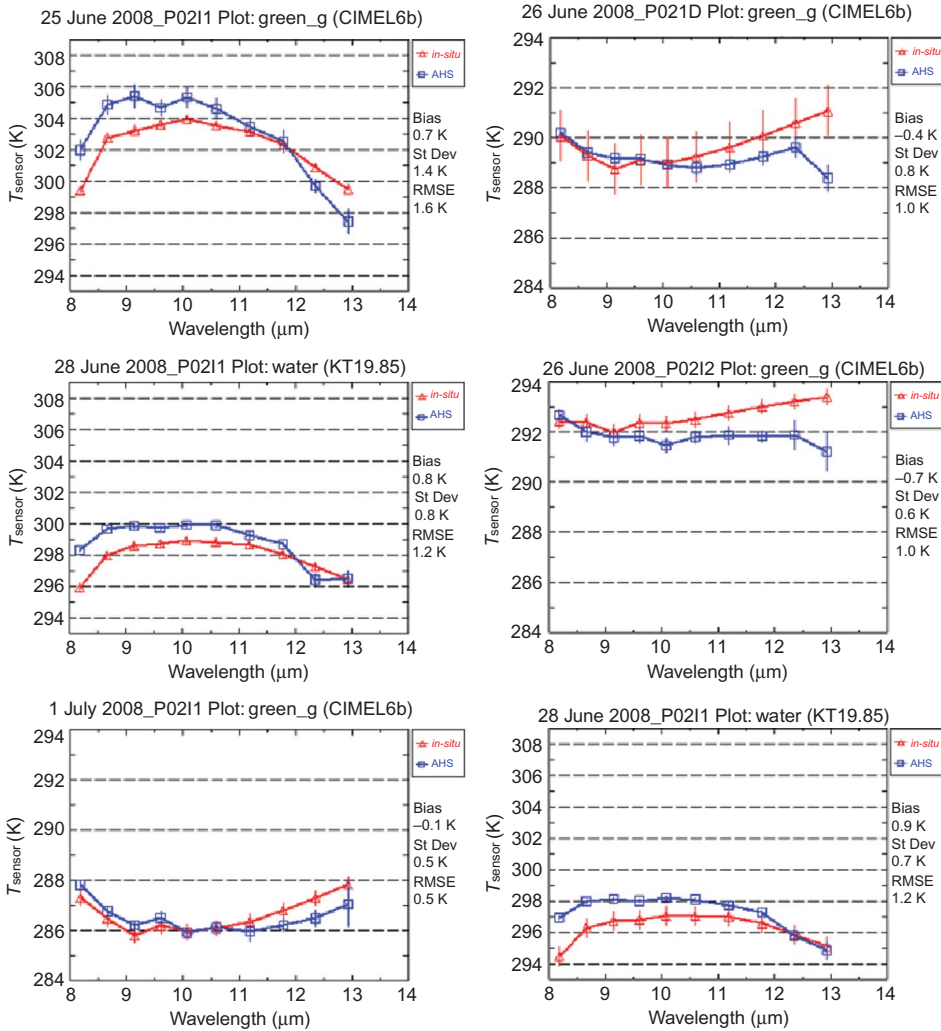 25 June 2008_P02I1 Plot: green_g (CIMEL6b)
308
306
304
302
300
298
296
294
T sensor (K)
8 9 10 11 12 13 14
Wavelength (μm)
in-situ
AHS
Bias
0.7 K
St Dev
1.4 K
RMSE
1.6 K
26 June 2008_P021D Plot: green_g (CIMEL6b)
294
292
290
288
286
284
T sensor (K)
8 9 10 11 12 13 14
Wavelength (μm)
in-situ
AHS
Bias
–0.4 K
St Dev
0.8 K
RMSE
1.0 K
28 June 2008_P02I1 Plot: water (KT19.85)
308
306
304
302
300
298
296
294
T sensor (K)
8 9 10 11 12 13 14
Wavelength (μm)
in-situ
AHS
Bias
0.8 K
St Dev
0.8 K
RMSE
1.2 K
26 June 2008_P02I2 Plot: green_g (CIMEL6b)
294
292
290
288
286
284
T sensor (K)
8 9 10 11 12 13 14
Wavelength (μm)
in-situ
AHS
Bias
–0.7 K
St Dev
0.6 K
RMSE
1.0 K
1 July 2008_P02I1 Plot: green_g (CIMEL6b)
294
292
290
288
286
284
T sensor (K)
8 9 10 11 12 13 14
Wavelength (μm)
in-situ
AHS
Bias
–0.1 K
St Dev
0.5 K
RMSE
0.5 K
28 June 2008_P02I1 Plot: water (KT19.85)
308
306
304
302
300
298
296
294
T sensor (K)
8 9 10 11 12 13 14
Wavelength (μm)
in-situ
AHS
Bias
0.9 K
St Dev
0.7 K
RMSE
1.2 K